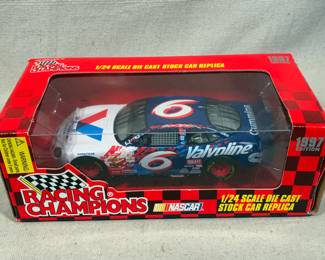 RACING
CHAMPIONS
1/24 SCALE DIE CAST STOCK CAR REPLICA
1997
6
Valvoline
Cummins
6
RACING
CHAMPIONS
NASCAR
1/24 SCALE DIE CAST
STOCK CAR REPLICA
1997
EDITION